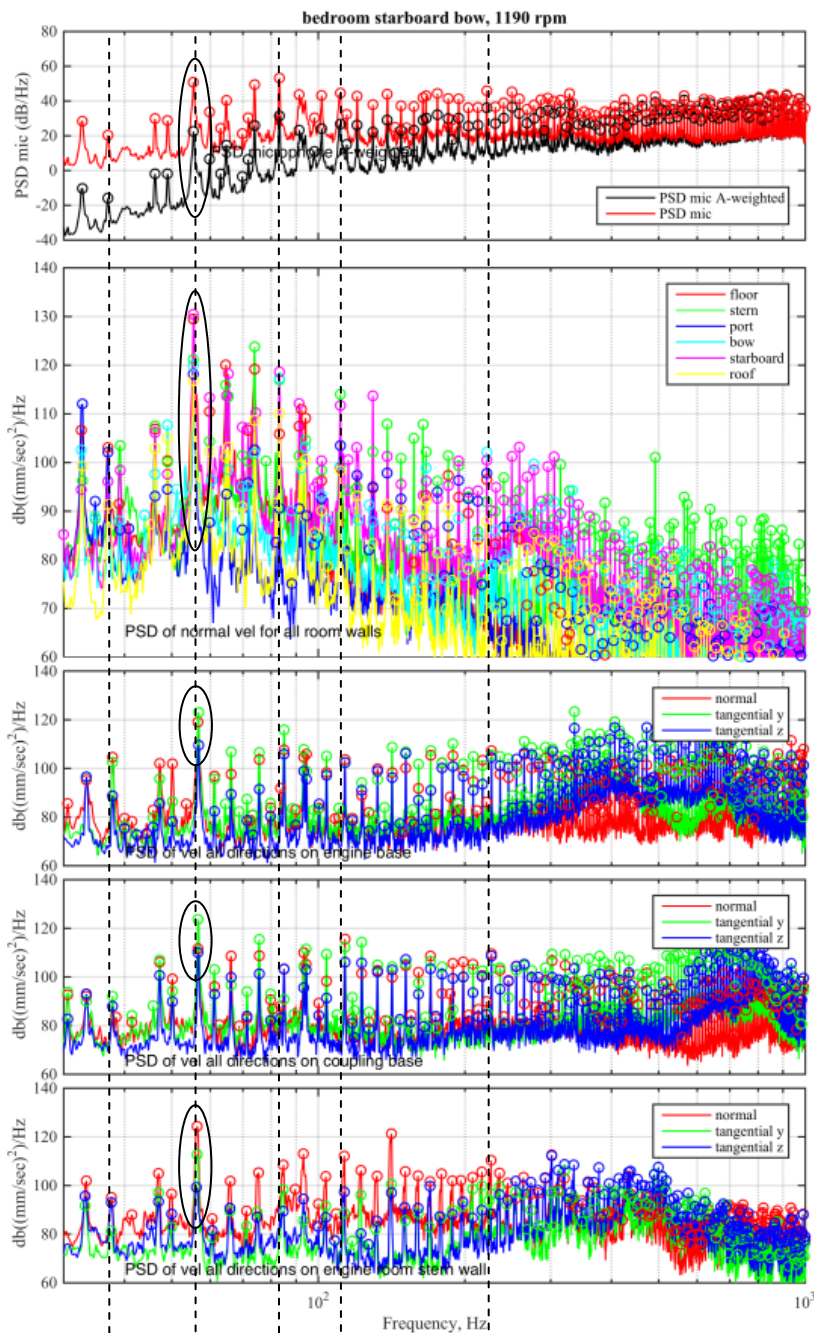 bedroom starboard bow, 1190 rpm
80
60
40
20
0
-20
-40
PSD mic (dB/Hz)
PSD microphone A-weighted
PSD mic A-weighted
PSD mic
140
130
120
110
100
90
80
70
60
db((mm/sec)²)/Hz
floor
stern
port
bow
starboard
roof
PSD of normal vel for all room walls
140
120
100
80
60
db((mm/sec)²)/Hz
normal
tangential y
tangential z
PSD of vel all directions on engine base
140
120
100
80
60
db((mm/sec)²)/Hz
normal
tangential y
tangential z
PSD of vel all directions on coupling base
140
120
100
80
60
db((mm/sec)²)/Hz
normal
tangential y
tangential z
PSD of vel all directions on engine room stern wall
10²
10³
Frequency, Hz